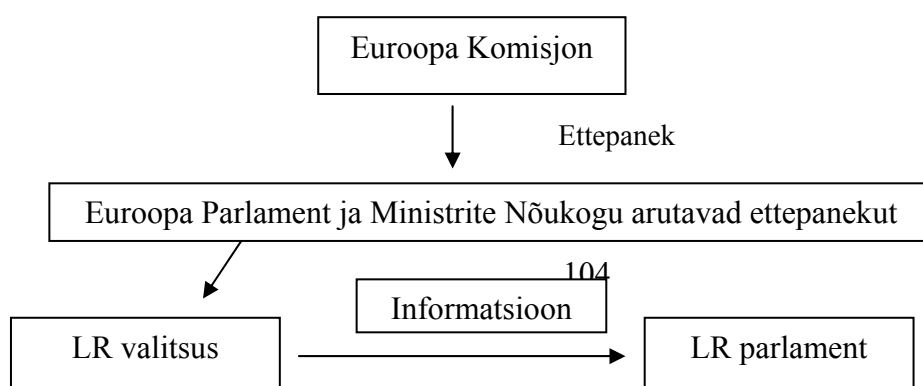 Euroopa Komisjon
Ettepanek
Euroopa Parlament ja Ministrite Nõukogu arutavad ettepanekut
104
Informatsioon
LR valitsus
LR parlament